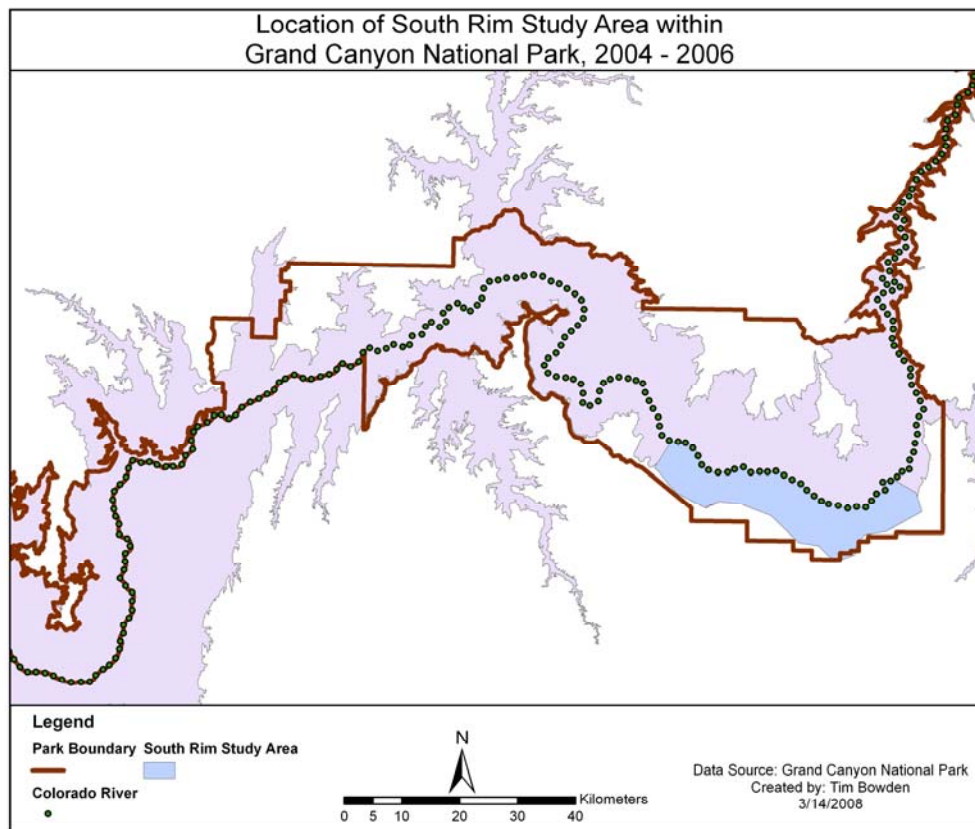 Location of South Rim Study Area within
Grand Canyon National Park, 2004 - 2006
Legend
Park Boundary South Rim Study Area
Colorado River
N
Kilometers
0 5 10 20 30 40
Data Source: Grand Canyon National Park
Created by: Tim Bowden
3/14/2008